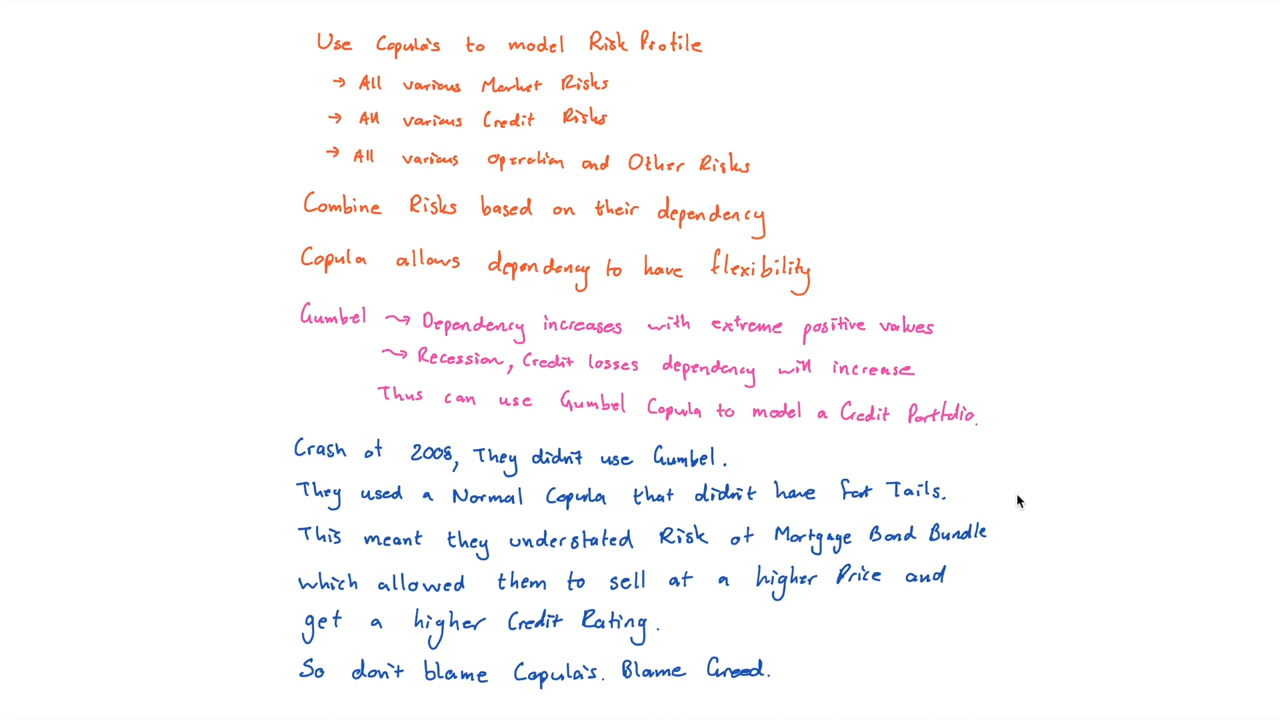 Use Copula's to model Risk Profile
→ All various Market Risks
→ All various Credit Risks
→ All various Operation and Other Risks
Combine Risks based on their dependency
Copula allows dependency to have flexibility
Gumbel ⇝ Dependency increases with extreme positive values
⇝ Recession, Credit losses dependency will increase
Thus can use Gumbel Copula to model a Credit Portfolio.
Crash of 2008, They didn't use Gumbel.
They used a Normal Copula that didn't have fat Tails.
This meant they understated Risk of Mortgage Bond Bundle
which allowed them to sell at a higher Price and
get a higher Credit Rating.
So don't blame Copula's. Blame Greed.